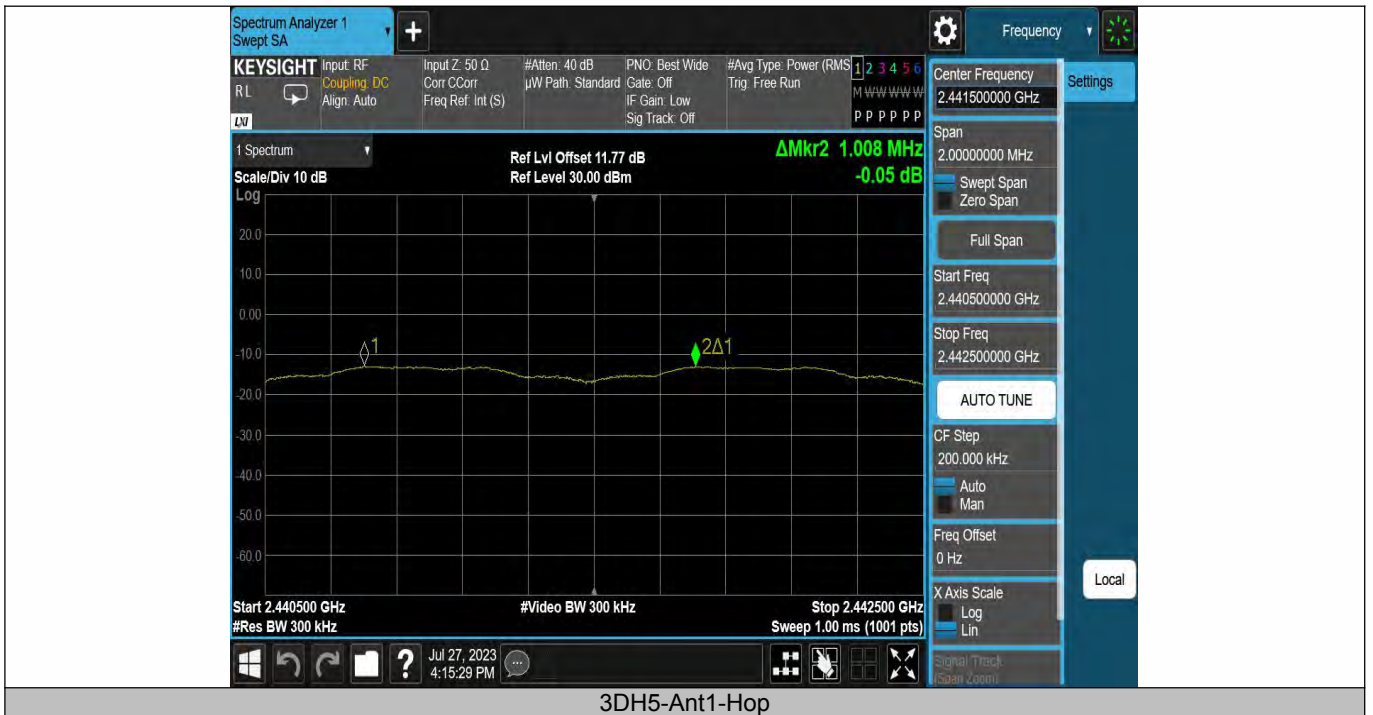 Spectrum Analyzer 1
Swept SA
+
Frequency
KEYSIGHT
RL
LXI
Input: RF
Coupling: DC
Align: Auto
Input Z: 50 Ω
Corr CCorr
Freq Ref: Int (S)
#Atten: 40 dB
µW Path: Standard
PNO: Best Wide
Gate: Off
IF Gain: Low
Sig Track: Off
#Avg Type: Power (RMS
Trig: Free Run
1 2 3 4 5 6
M W W W W W
P P P P P P
Center Frequency
2.441500000 GHz
Settings
Span
2.00000000 MHz
Swept Span
Zero Span
Full Span
Start Freq
2.440500000 GHz
Stop Freq
2.442500000 GHz
AUTO TUNE
CF Step
200.000 kHz
Auto
Man
Freq Offset
0 Hz
X Axis Scale
Log
Lin
Signal Track
(Span Zoom)
Local
1 Spectrum
Scale/Div 10 dB
Ref Lvl Offset 11.77 dB
Ref Level 30.00 dBm
ΔMkr2 1.008 MHz
-0.05 dB
Log
20.0
10.0
0.00
-10.0
-20.0
-30.0
-40.0
-50.0
-60.0
1
2Δ1
Start 2.440500 GHz
#Res BW 300 kHz
#Video BW 300 kHz
Stop 2.442500 GHz
Sweep 1.00 ms (1001 pts)
?
Jul 27, 2023
4:15:29 PM
3DH5-Ant1-Hop